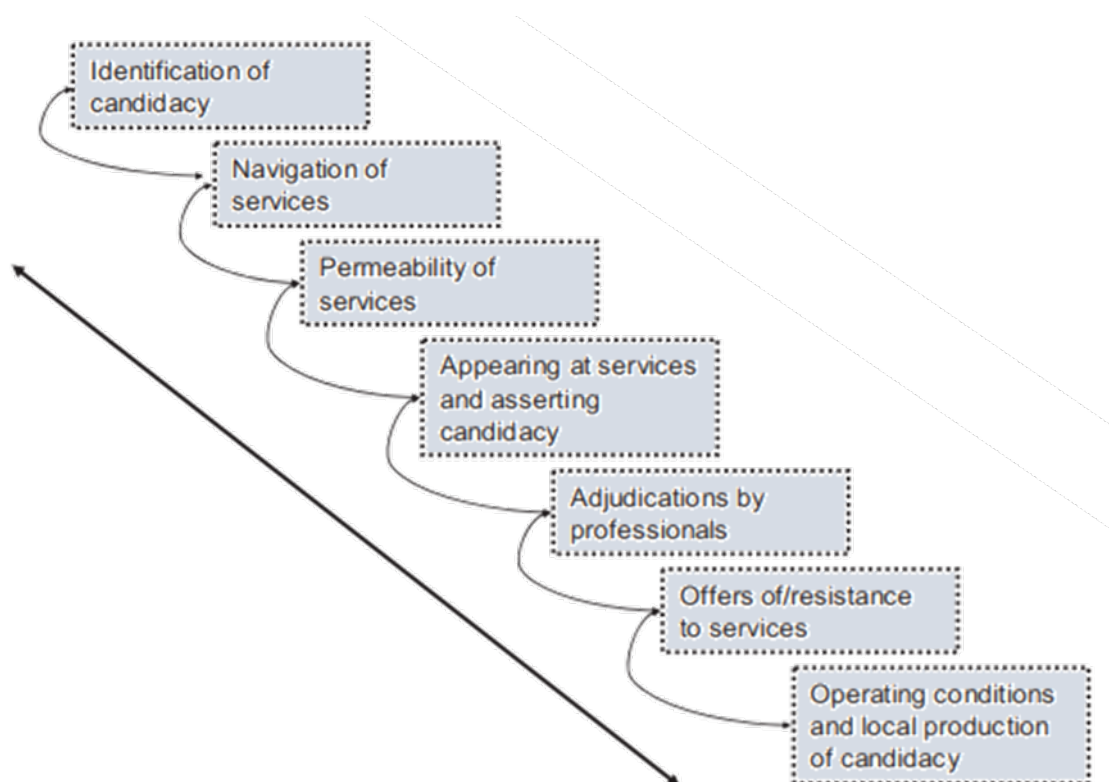 Identification of
candidacy
Navigation of
services
Permeability of
services
Appearing at services
and asserting
candidacy
Adjudications by
professionals
Offers of/resistance
to services
Operating conditions
and local production
of candidacy